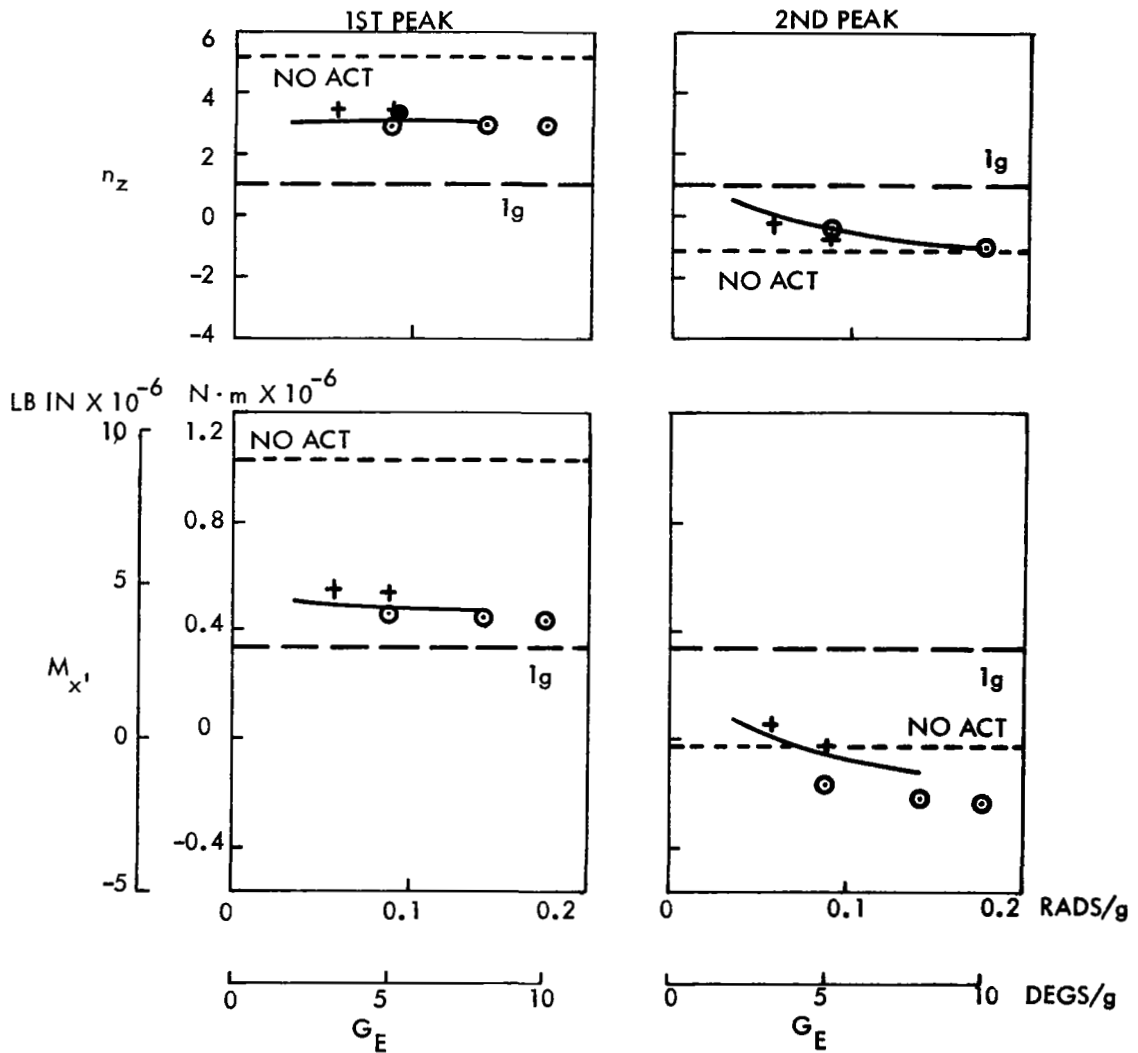 1ST PEAK
2ND PEAK
6
4
2
0
-2
-4
n_z
NO ACT
1g
1g
NO ACT
LB IN X 10^-6
N·m X 10^-6
10
5
0
-5
1.2
0.8
0.4
0
-0.4
M_x'
NO ACT
1g
1g
NO ACT
0 0.1 0.2
0 0.1 0.2 RADS/g
0 5 10
0 5 10 DEGS/g
G_E
G_E